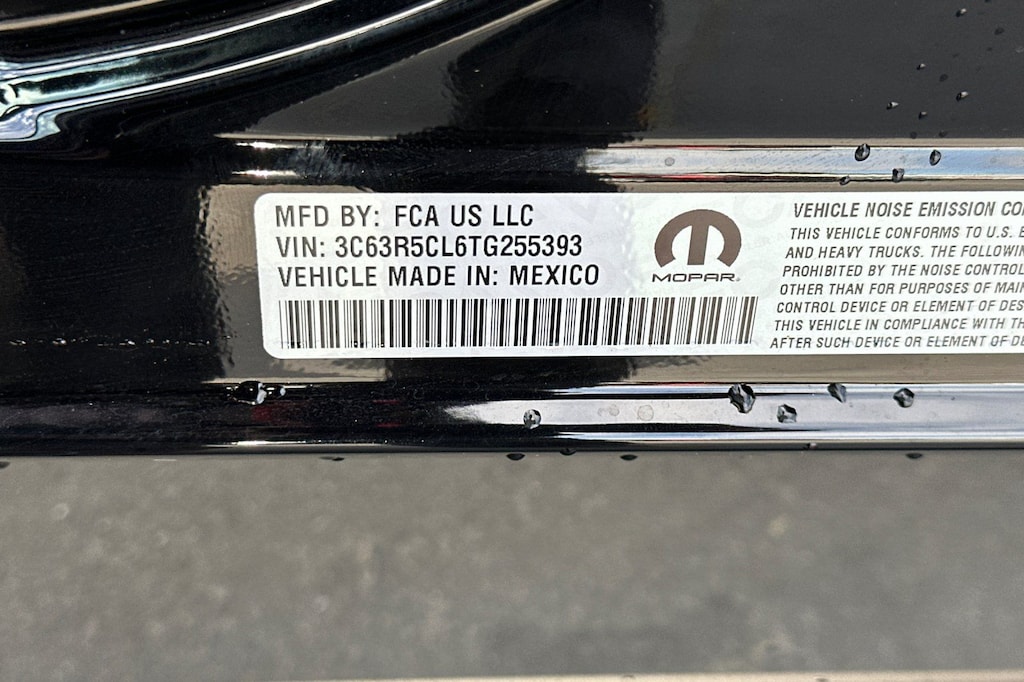 MFD BY: FCA US LLC
VIN: 3C63R5CL6TG255393
VEHICLE MADE IN: MEXICO
MOPAR®
VEHICLE NOISE EMISSION
THIS VEHICLE CONFORMS TO U.S.
AND HEAVY TRUCKS. THE FOLLOWING
PROHIBITED BY THE NOISE CONTROL
OTHER THAN FOR PURPOSES OF
CONTROL DEVICE OR ELEMENT OF
THIS VEHICLE IN COMPLIANCE WITH
AFTER SUCH DEVICE OR ELEMENT OF